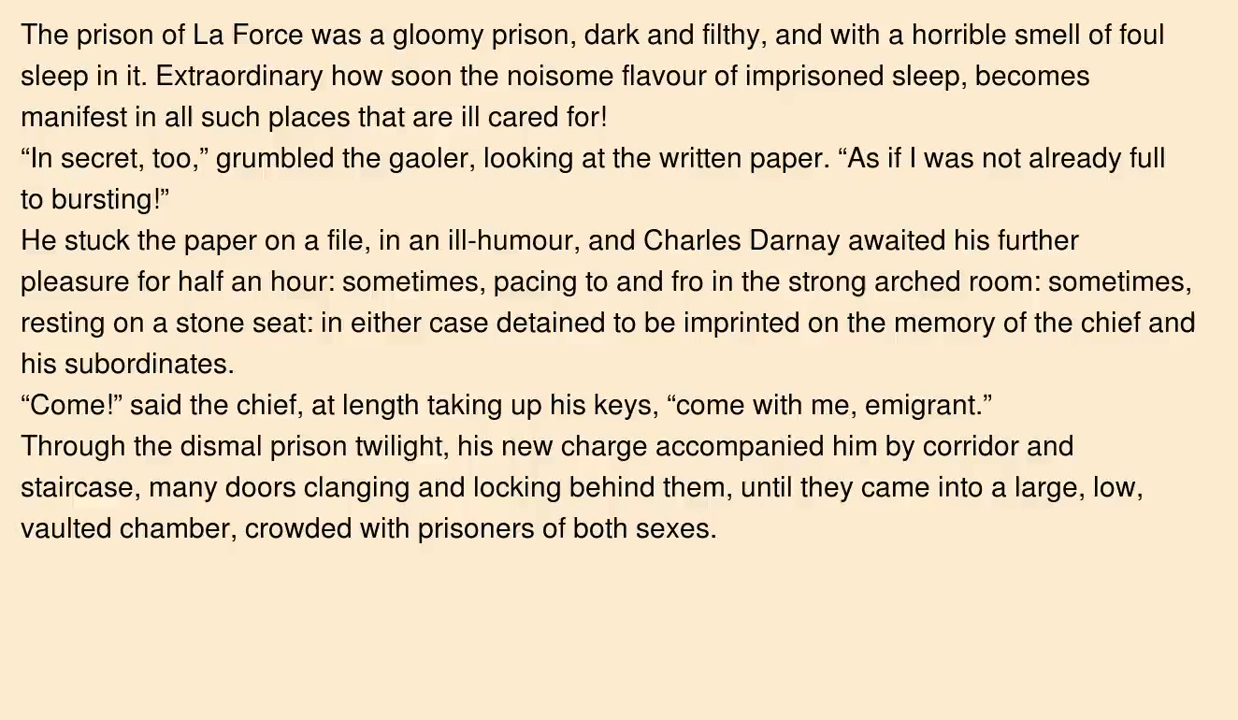 The prison of La Force was a gloomy prison, dark and filthy, and with a horrible smell of foul
sleep in it. Extraordinary how soon the noisome flavour of imprisoned sleep, becomes
manifest in all such places that are ill cared for!
“In secret, too,” grumbled the gaoler, looking at the written paper. “As if I was not already full
to bursting!”
He stuck the paper on a file, in an ill-humour, and Charles Darnay awaited his further
pleasure for half an hour: sometimes, pacing to and fro in the strong arched room: sometimes,
resting on a stone seat: in either case detained to be imprinted on the memory of the chief and
his subordinates.
“Come!” said the chief, at length taking up his keys, “come with me, emigrant.”
Through the dismal prison twilight, his new charge accompanied him by corridor and
staircase, many doors clanging and locking behind them, until they came into a large, low,
vaulted chamber, crowded with prisoners of both sexes.